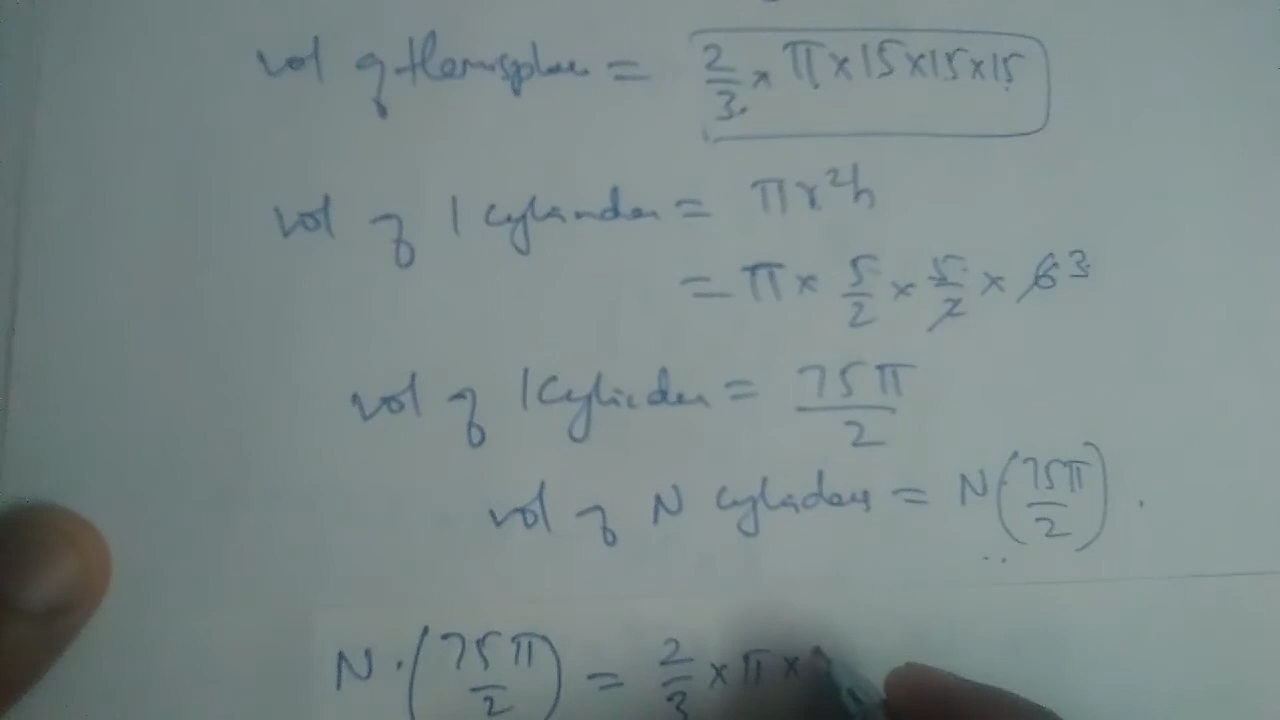 vol of Hemisphere = 2/3 × π × 15 × 15 × 15
vol of 1 cylinder = πr²h
= π × 5/2 × 5/2 × 6 3
vol of 1 Cylinder = 75π/2
vol of N cylinders = N(75π/2).
N.(75π/2) = 2/3 × π ×